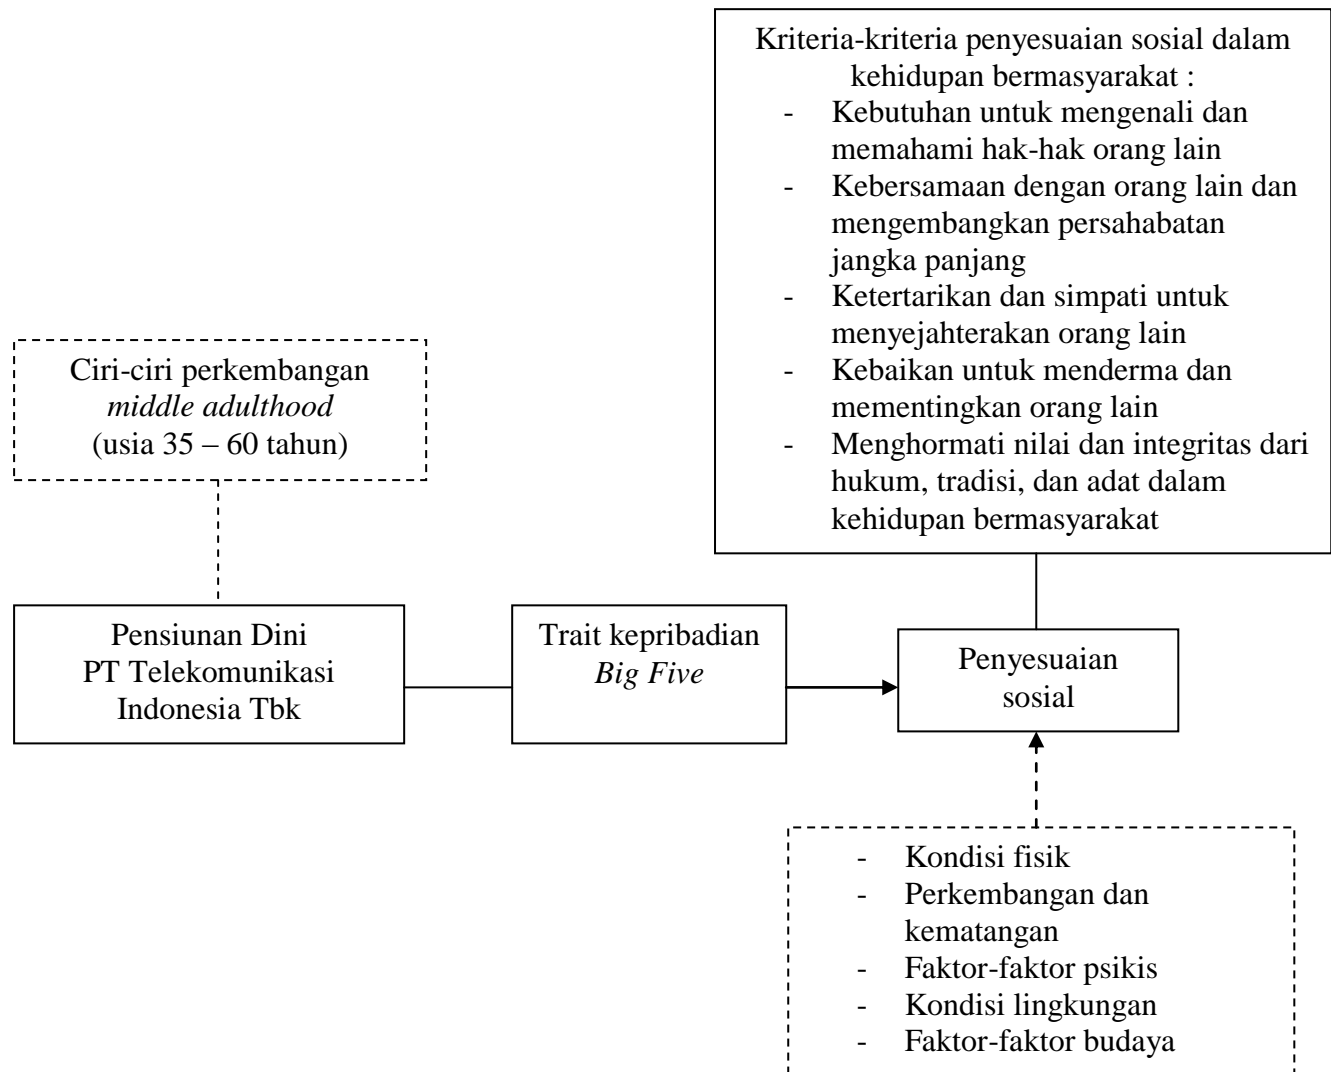 Kriteria-kriteria penyesuaian sosial dalam
kehidupan bermasyarakat :
- Kebutuhan untuk mengenali dan
memahami hak-hak orang lain
- Kebersamaan dengan orang lain dan
mengembangkan persahabatan
jangka panjang
- Ketertarikan dan simpati untuk
menyejahterakan orang lain
- Kebaikan untuk menderma dan
mementingkan orang lain
- Menghormati nilai dan integritas dari
hukum, tradisi, dan adat dalam
kehidupan bermasyarakat
Ciri-ciri perkembangan
middle adulthood
(usia 35 – 60 tahun)
Pensiunan Dini
PT Telekomunikasi
Indonesia Tbk
Trait kepribadian
Big Five
Penyesuaian
sosial
- Kondisi fisik
- Perkembangan dan
kematangan
- Faktor-faktor psikis
- Kondisi lingkungan
- Faktor-faktor budaya